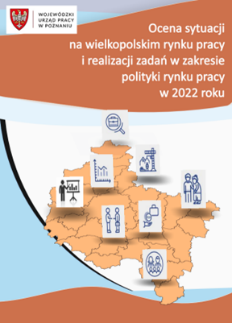 WOJEWÓDZKI
URZĄD PRACY
W POZNANIU
Ocena sytuacji
na wielkopolskim rynku pracy
i realizacji zadań w zakresie
polityki rynku pracy
w 2022 roku